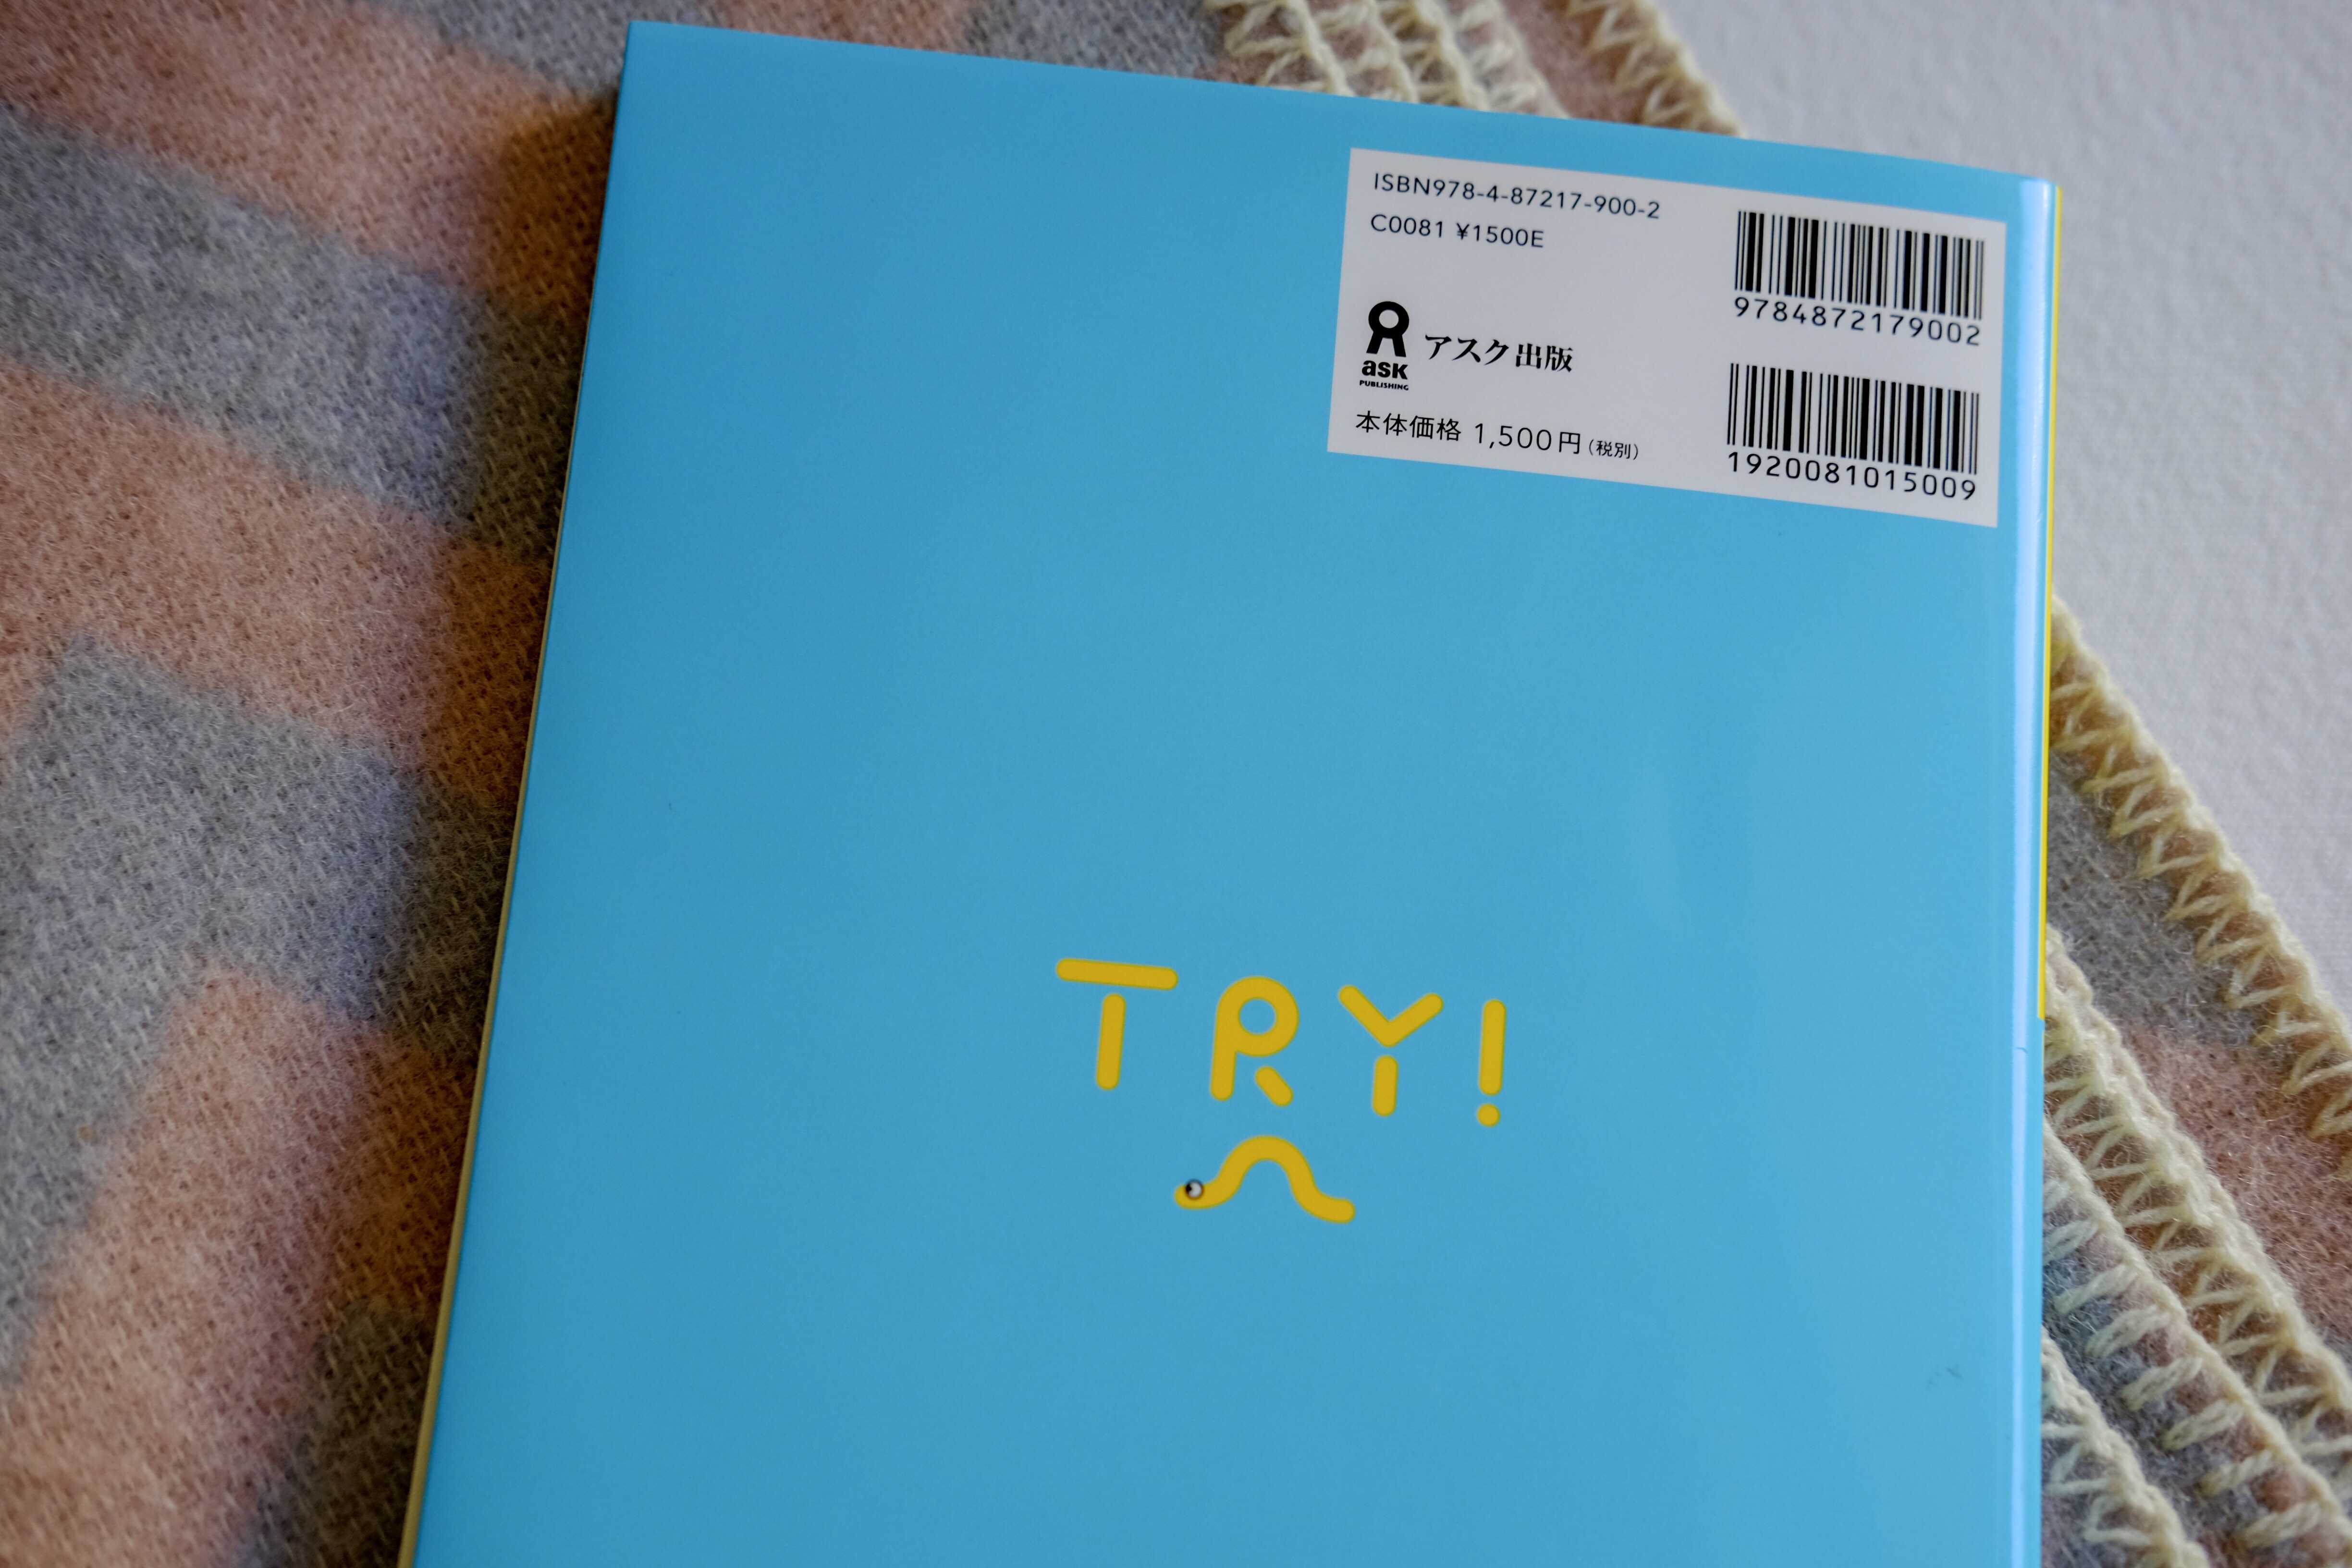 ISBN978-4-87217-900-2
C0081 ¥1500E
9784872179002
ask
PUBLISHING
アスク出版
本体価格 1,500円(税別)
1920081015009
TRY!